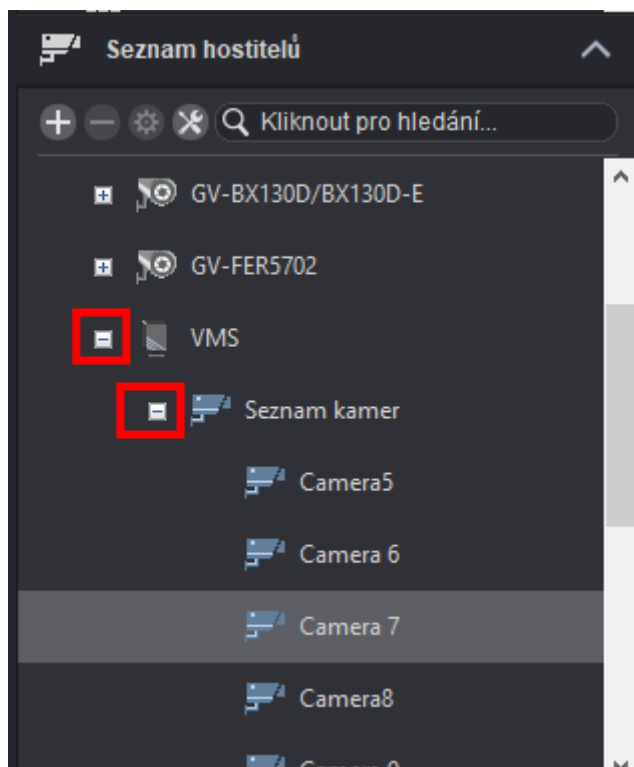 Seznam hostitelů
Kliknout pro hledání...
GV-BX130D/BX130D-E
GV-FER5702
VMS
Seznam kamer
Camera5
Camera 6
Camera 7
Camera8